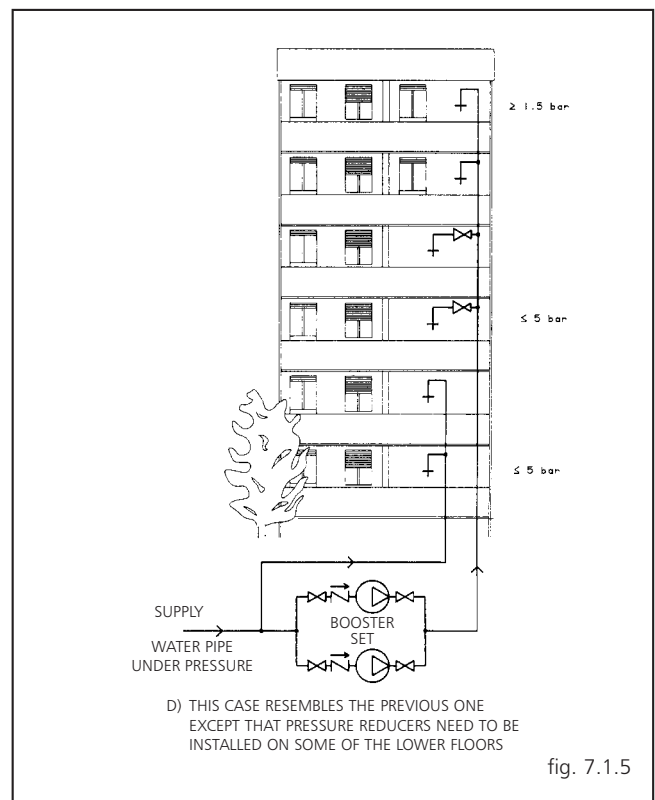 ≥ 1.5 bar
≤ 5 bar
≤ 5 bar
SUPPLY
WATER PIPE
UNDER PRESSURE
BOOSTER
SET
D) THIS CASE RESEMBLES THE PREVIOUS ONE
EXCEPT THAT PRESSURE REDUCERS NEED TO BE
INSTALLED ON SOME OF THE LOWER FLOORS
fig. 7.1.5